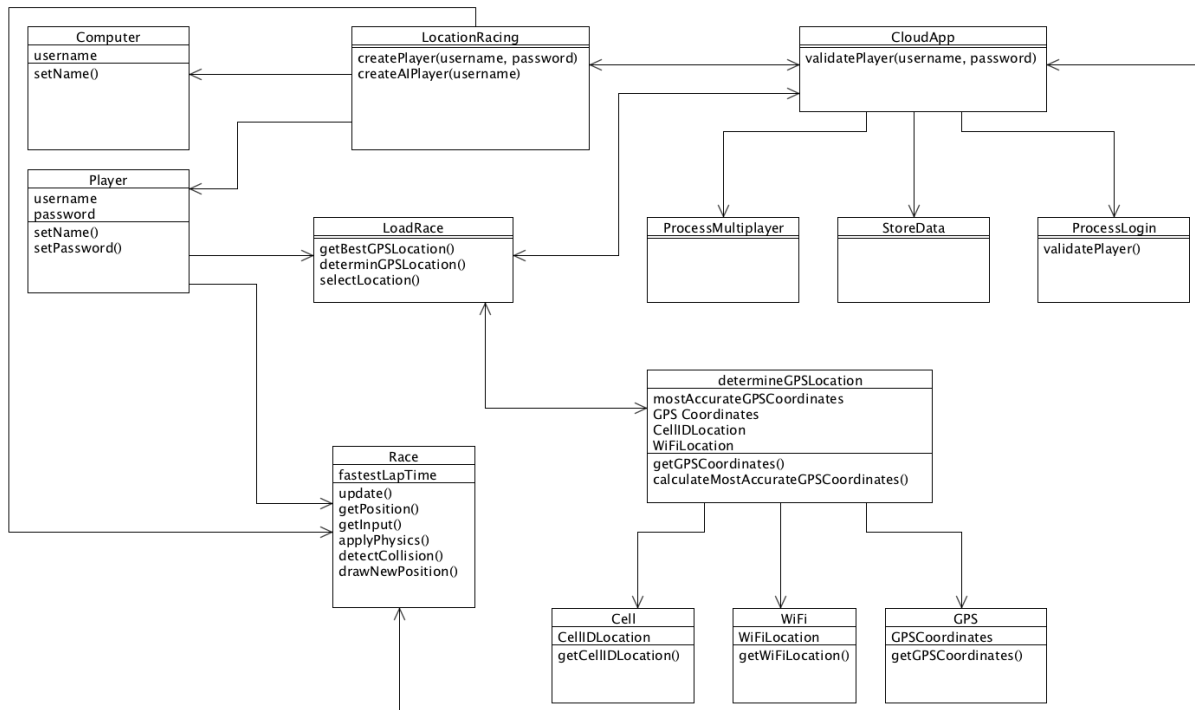 Computer
username
setName()
LocationRacing
createPlayer(username, password)
createAIPlayer(username)
CloudApp
validatePlayer(username, password)
Player
username
password
setName()
setPassword()
LoadRace
getBestGPSLocation()
determinGPSLocation()
selectLocation()
ProcessMultiplayer
StoreData
ProcessLogin
validatePlayer()
determineGPSLocation
mostAccurateGPSCoordinates
GPS Coordinates
CellIDLocation
WiFiLocation
getGPSCoordinates()
calculateMostAccurateGPSCoordinates()
Race
fastestLapTime
update()
getPosition()
getInput()
applyPhysics()
detectCollision()
drawNewPosition()
Cell
CellIDLocation
getCellIDLocation()
WiFi
WiFiLocation
getWiFiLocation()
GPS
GPSCoordinates
getGPSCoordinates()